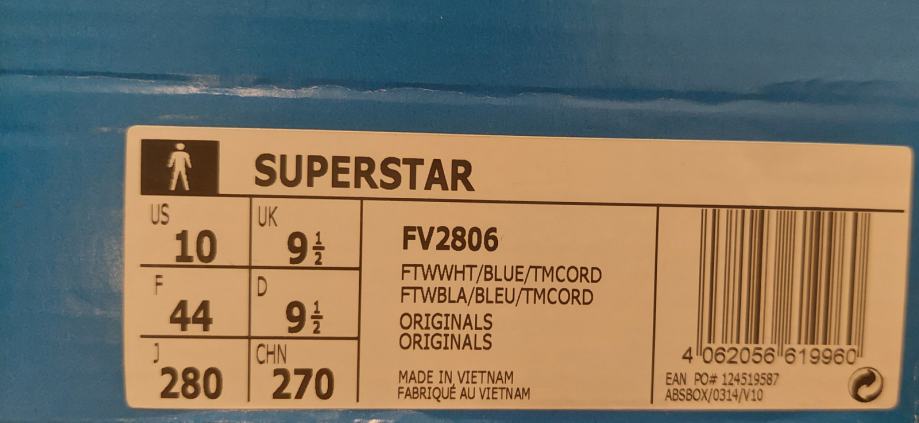 SUPERSTAR
US 10 UK 9½
F 44 D 9½
J 280 CHN 270
FV2806
FTWWHT/BLUE/TMCORD
FTWBLA/BLEU/TMCORD
ORIGINALS
ORIGINALS
MADE IN VIETNAM
FABRIQUÉ AU VIETNAM
4 062056 619960
EAN PO# 124519587
ABSBOX/0314/V10